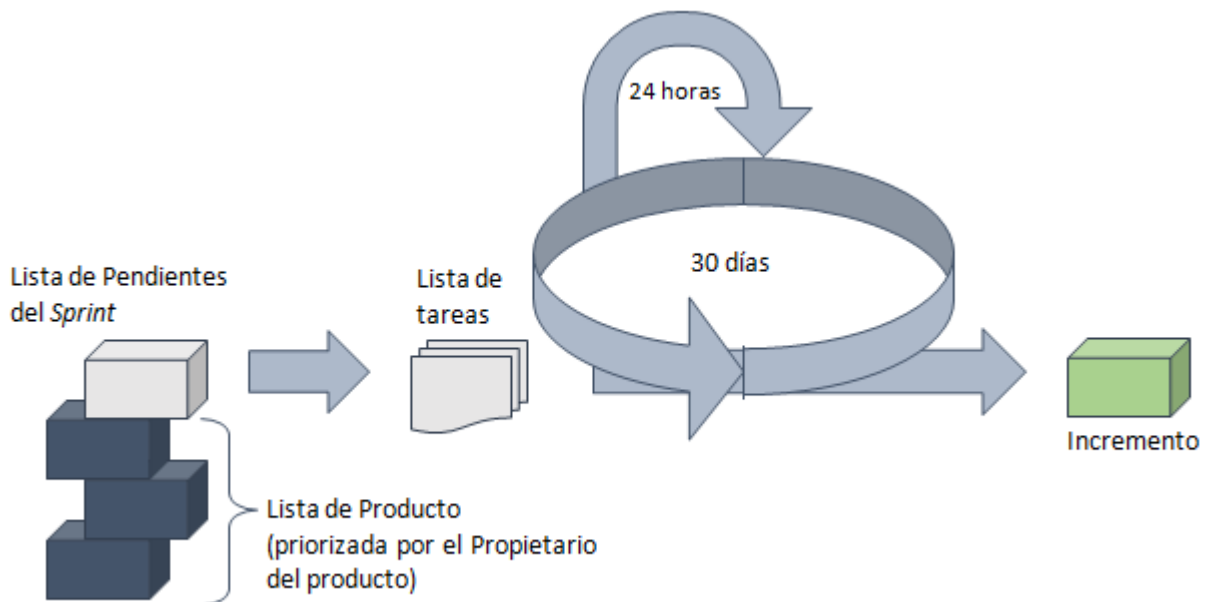 24 horas
30 días
Lista de Pendientes
del Sprint
Lista de
tareas
Incremento
Lista de Producto
(priorizada por el Propietario
del producto)